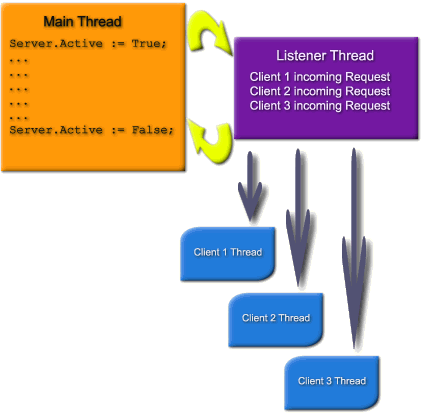 Main Thread
Server.Active := True;
...
...
...
...
...
Server.Active := False;
Listener Thread
Client 1 incoming Request
Client 2 incoming Request
Client 3 incoming Request
Client 1 Thread
Client 2 Thread
Client 3 Thread